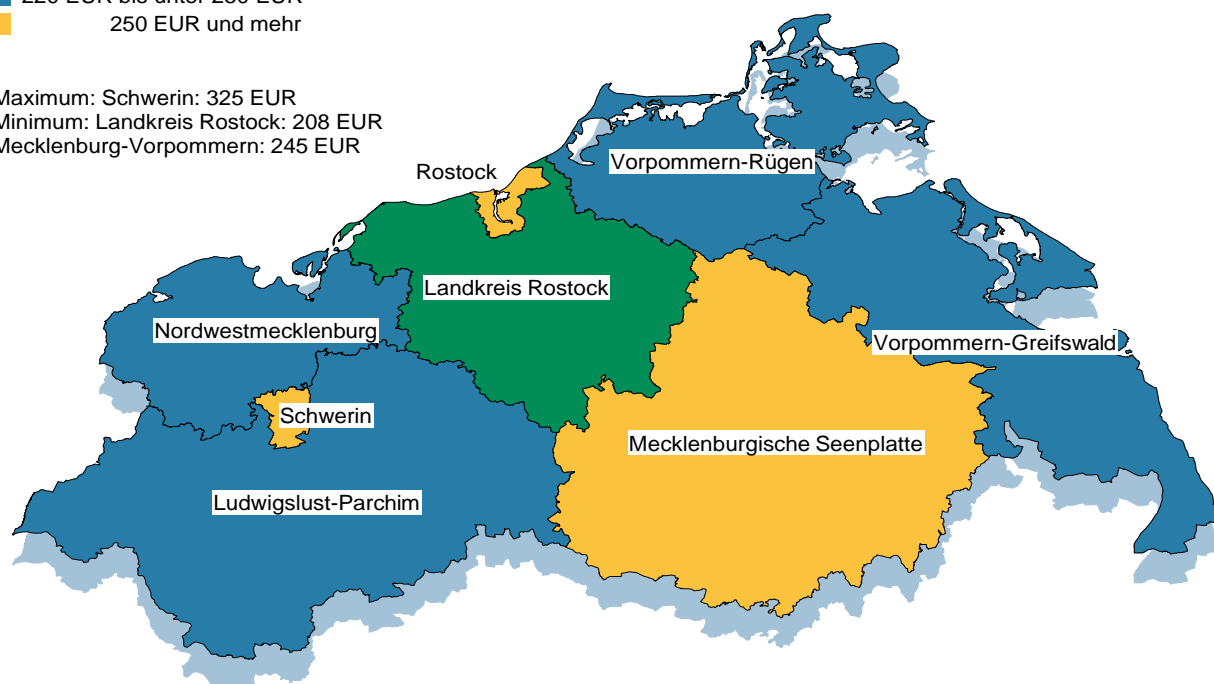 250 EUR und mehr
Maximum: Schwerin: 325 EUR
Minimum: Landkreis Rostock: 208 EUR
Mecklenburg-Vorpommern: 245 EUR
Vorpommern-Rügen
Rostock
Landkreis Rostock
Nordwestmecklenburg
Vorpommern-Greifswald
Schwerin
Mecklenburgische Seenplatte
Ludwigslust-Parchim